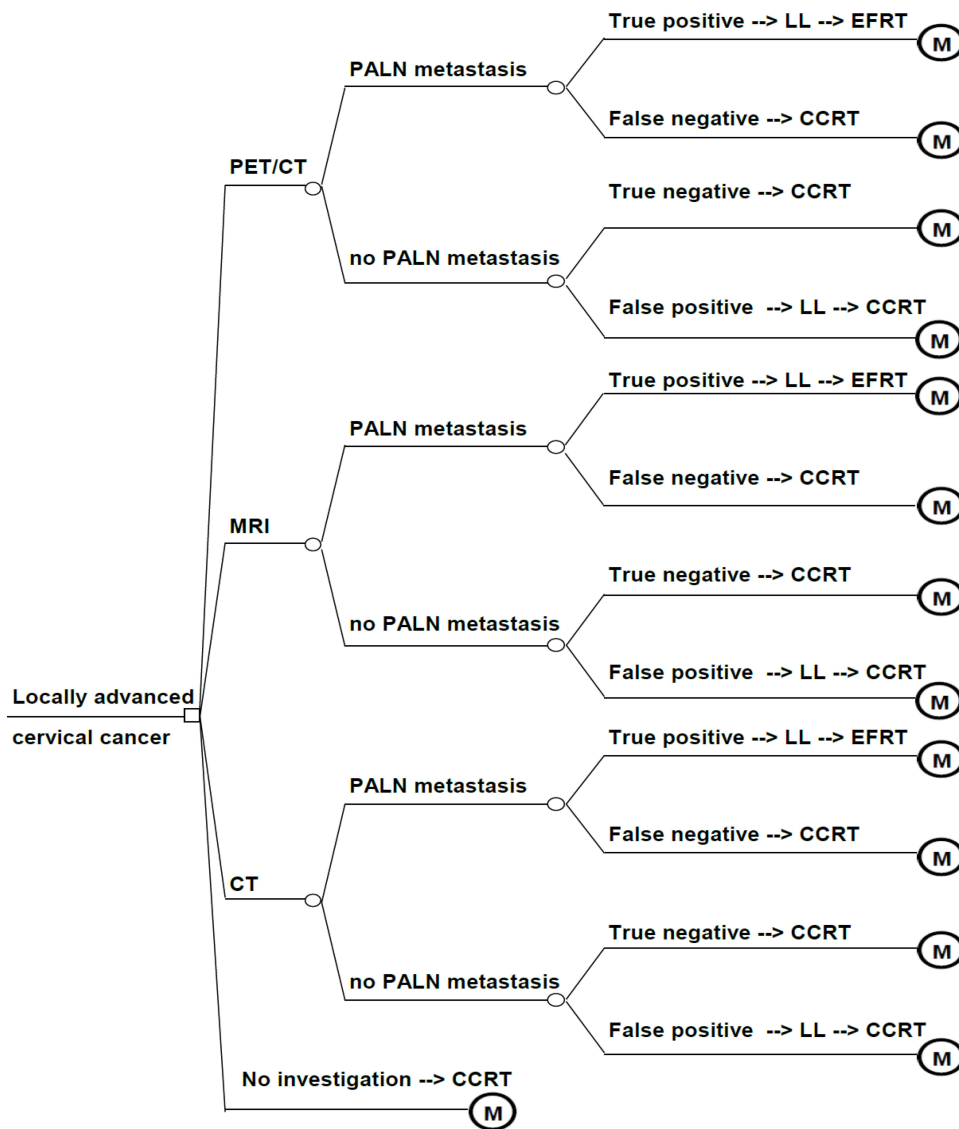 True positive --> LL --> EFRT
M
PALN metastasis
False negative --> CCRT
M
PET/CT
True negative --> CCRT
M
no PALN metastasis
False positive --> LL --> CCRT
M
True positive --> LL --> EFRT
M
PALN metastasis
False negative --> CCRT
M
MRI
True negative --> CCRT
M
no PALN metastasis
False positive --> LL --> CCRT
M
Locally advanced
cervical cancer
True positive --> LL --> EFRT
M
PALN metastasis
False negative --> CCRT
M
CT
True negative --> CCRT
M
no PALN metastasis
False positive --> LL --> CCRT
M
No investigation --> CCRT
M